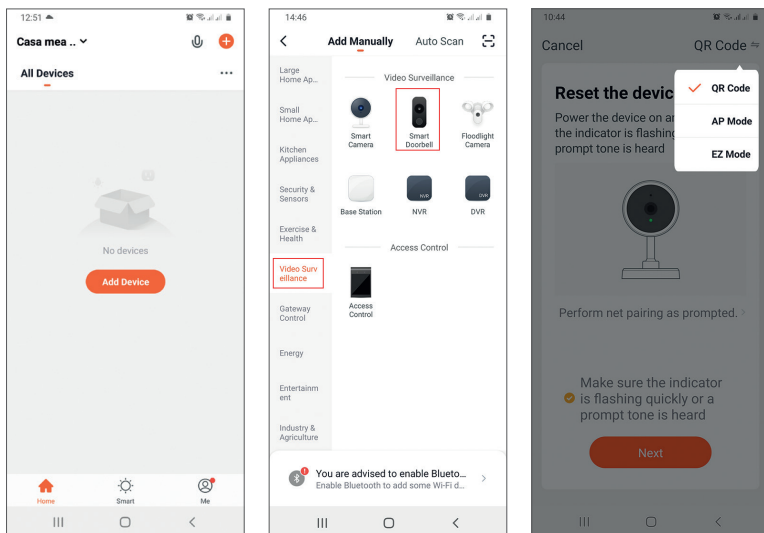 12:51
Casa mea ..
All Devices
No devices
Add Device
Home
Smart
Me
14:46
Add Manually
Auto Scan
Large
Home Ap...
Small
Home Ap...
Kitchen
Appliances
Security &
Sensors
Exercise &
Health
Video Surv
eillance
Gateway
Control
Energy
Entertainm
ent
Industry &
Agriculture
Video Surveillance
Smart
Camera
Smart
Doorbell
Floodlight
Camera
Base Station
NVR
NVR
DVR
DVR
Access Control
Access
Control
You are advised to enable Blueto...
Enable Bluetooth to add some Wi-Fi d...
10:44
Cancel
QR Code
QR Code
AP Mode
EZ Mode
Reset the devic
Power the device on an
the indicator is flashing
prompt tone is heard
Perform net pairing as prompted.
Make sure the indicator
is flashing quickly or a
prompt tone is heard
Next